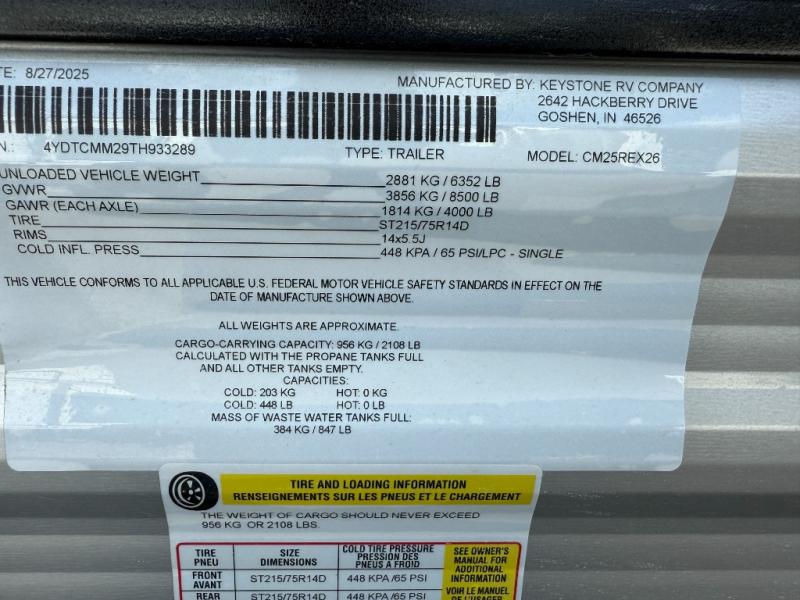 TE: 8/27/2025
MANUFACTURED BY: KEYSTONE RV COMPANY
2642 HACKBERRY DRIVE
GOSHEN, IN 46526
N.: 4YDTCMM29TH933289 TYPE: TRAILER MODEL: CM25REX26
UNLOADED VEHICLE WEIGHT 2881 KG / 6352 LB
GVWR 3856 KG / 8500 LB
GAWR (EACH AXLE) 1814 KG / 4000 LB
TIRE ST215/75R14D
RIMS 14x5.5J
COLD INFL. PRESS 448 KPA / 65 PSI/LPC - SINGLE
THIS VEHICLE CONFORMS TO ALL APPLICABLE U.S. FEDERAL MOTOR VEHICLE SAFETY STANDARDS IN EFFECT ON THE
DATE OF MANUFACTURE SHOWN ABOVE.
ALL WEIGHTS ARE APPROXIMATE.
CARGO-CARRYING CAPACITY: 956 KG / 2108 LB
CALCULATED WITH THE PROPANE TANKS FULL
AND ALL OTHER TANKS EMPTY.
CAPACITIES:
COLD: 203 KG HOT: 0 KG
COLD: 448 LB HOT: 0 LB
MASS OF WASTE WATER TANKS FULL:
384 KG / 847 LB
TIRE AND LOADING INFORMATION
RENSEIGNEMENTS SUR LES PNEUS ET LE CHARGEMENT
THE WEIGHT OF CARGO SHOULD NEVER EXCEED
956 KG OR 2108 LBS.
TIRE
PNEU
SIZE
DIMENSIONS
COLD TIRE PRESSURE
PRESSION DES
PNEUS A FROID
SEE OWNER'S
MANUAL FOR
ADDITIONAL
INFORMATION
VOIR LE MANUEL
DE L'USAGER
FRONT
AVANT
ST215/75R14D 448 KPA /65 PSI
REAR ST215/75R14D 448 KPA /65 PSI